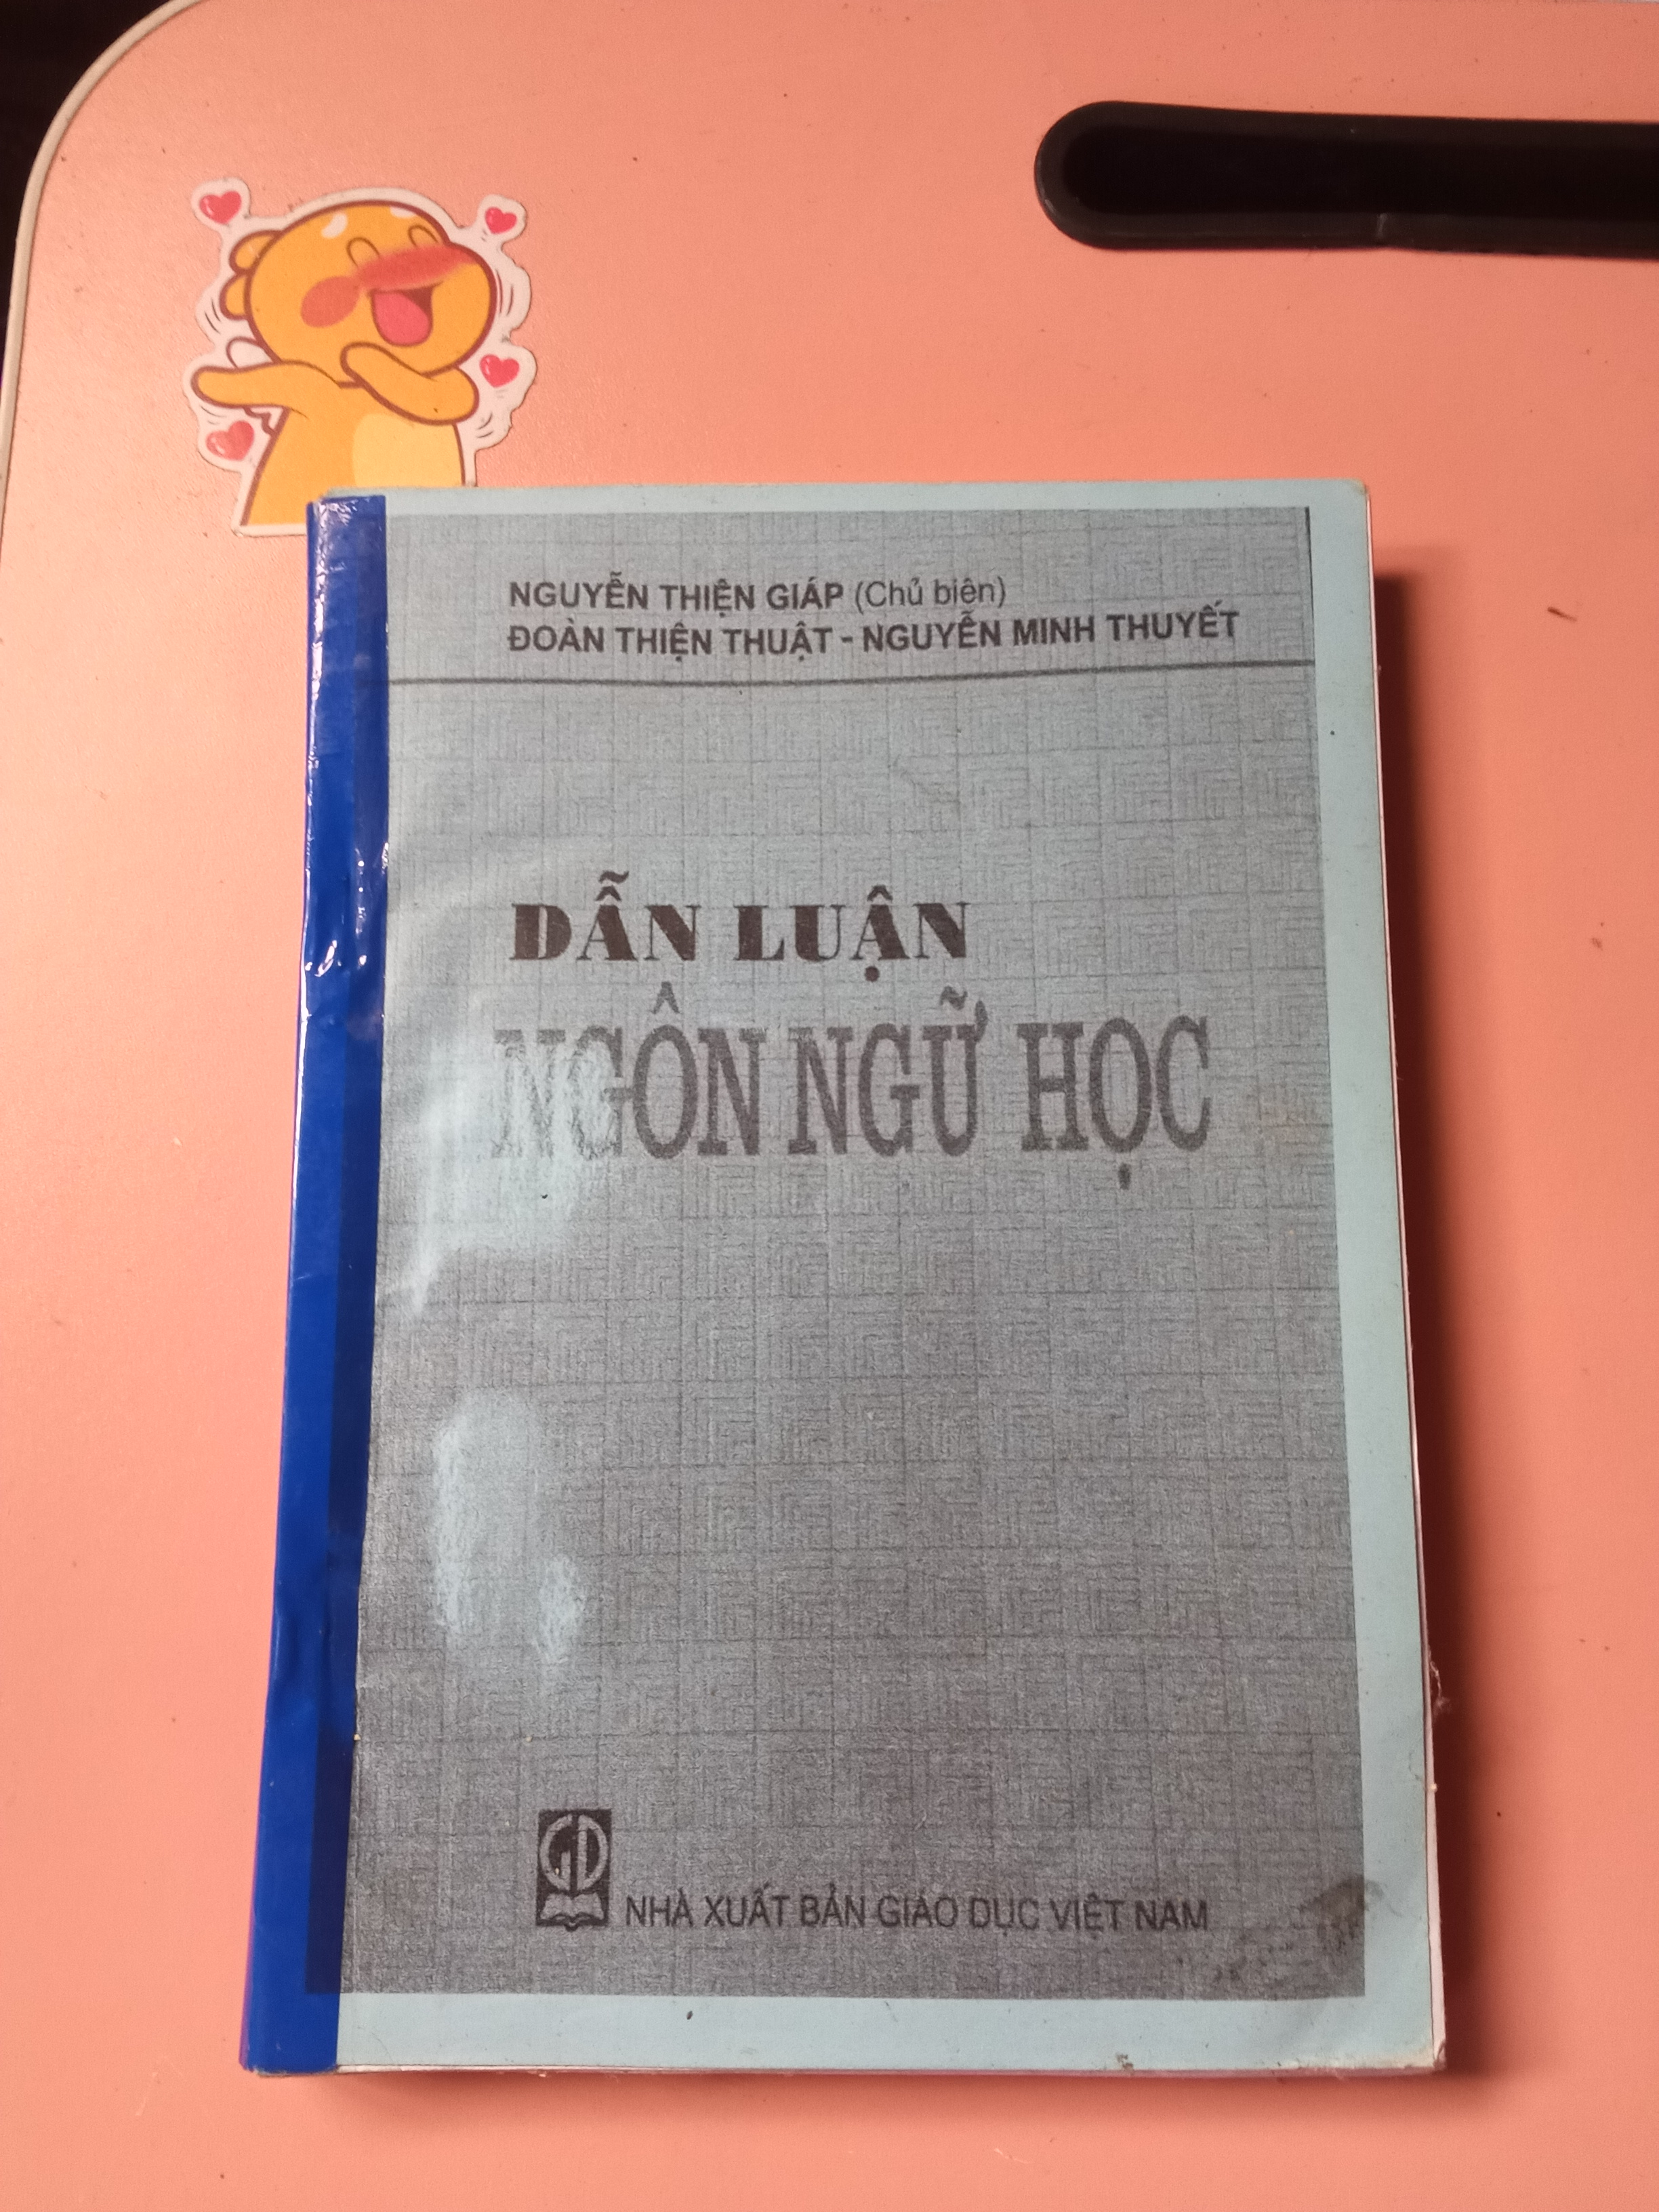 NGUYỄN THIỆN GIÁP (Chủ biên)
ĐOÀN THIỆN THUẬT - NGUYỄN MINH THUYẾT
DẪN LUẬN
NGÔN NGỮ HỌC
GD
NHÀ XUẤT BẢN GIÁO DỤC VIỆT NAM